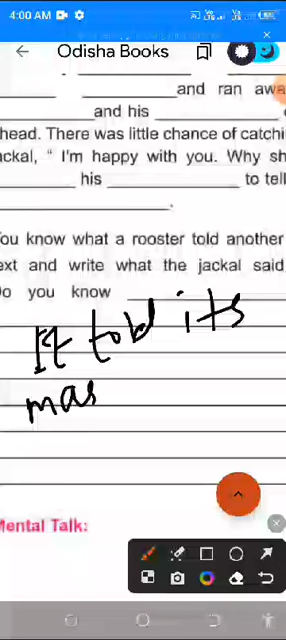 4:00 AM
Odisha Books
and ran awa
and his
head. There was little chance of catchi
ackal, " I'm happy with you. Why sh
his to tell
.
ou know what a rooster told another
ext and write what the jackal said
o you know
It told its
mas
Mental Talk: